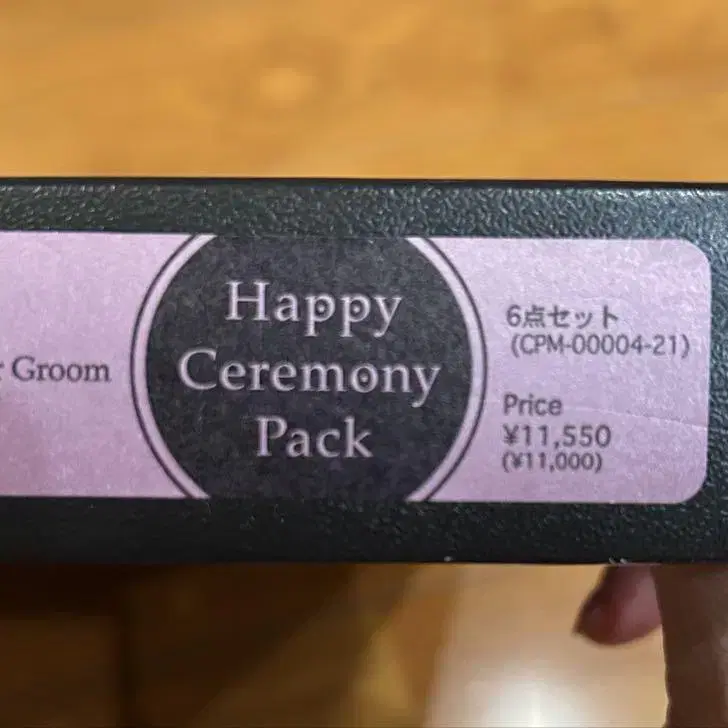 Groom
Happy
Ceremony
Pack
6点セット
(CPM-00004-21)
Price
¥11,550
(¥11,000)